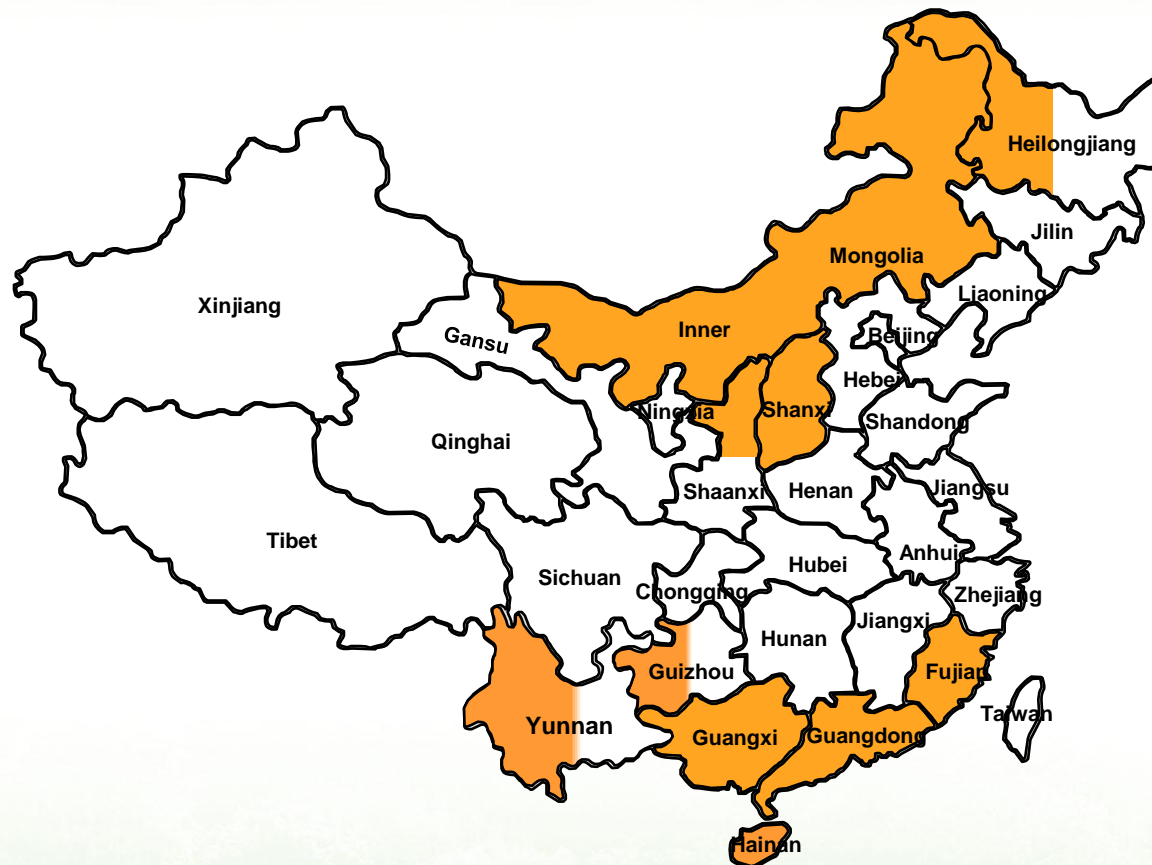 Heilongjiang
Jilin
Mongolia
Liaoning
Xinjiang
Inner
Beijing
Gansu
Hebei
Ningxia
Shanxi
Shandong
Qinghai
Shaanxi
Henan
Jiangsu
Tibet
Anhui
Sichuan
Hubei
Chongqing
Zhejiang
Jiangxi
Hunan
Guizhou
Fujian
Taiwan
Yunnan
Guangxi
Guangdong
Hainan